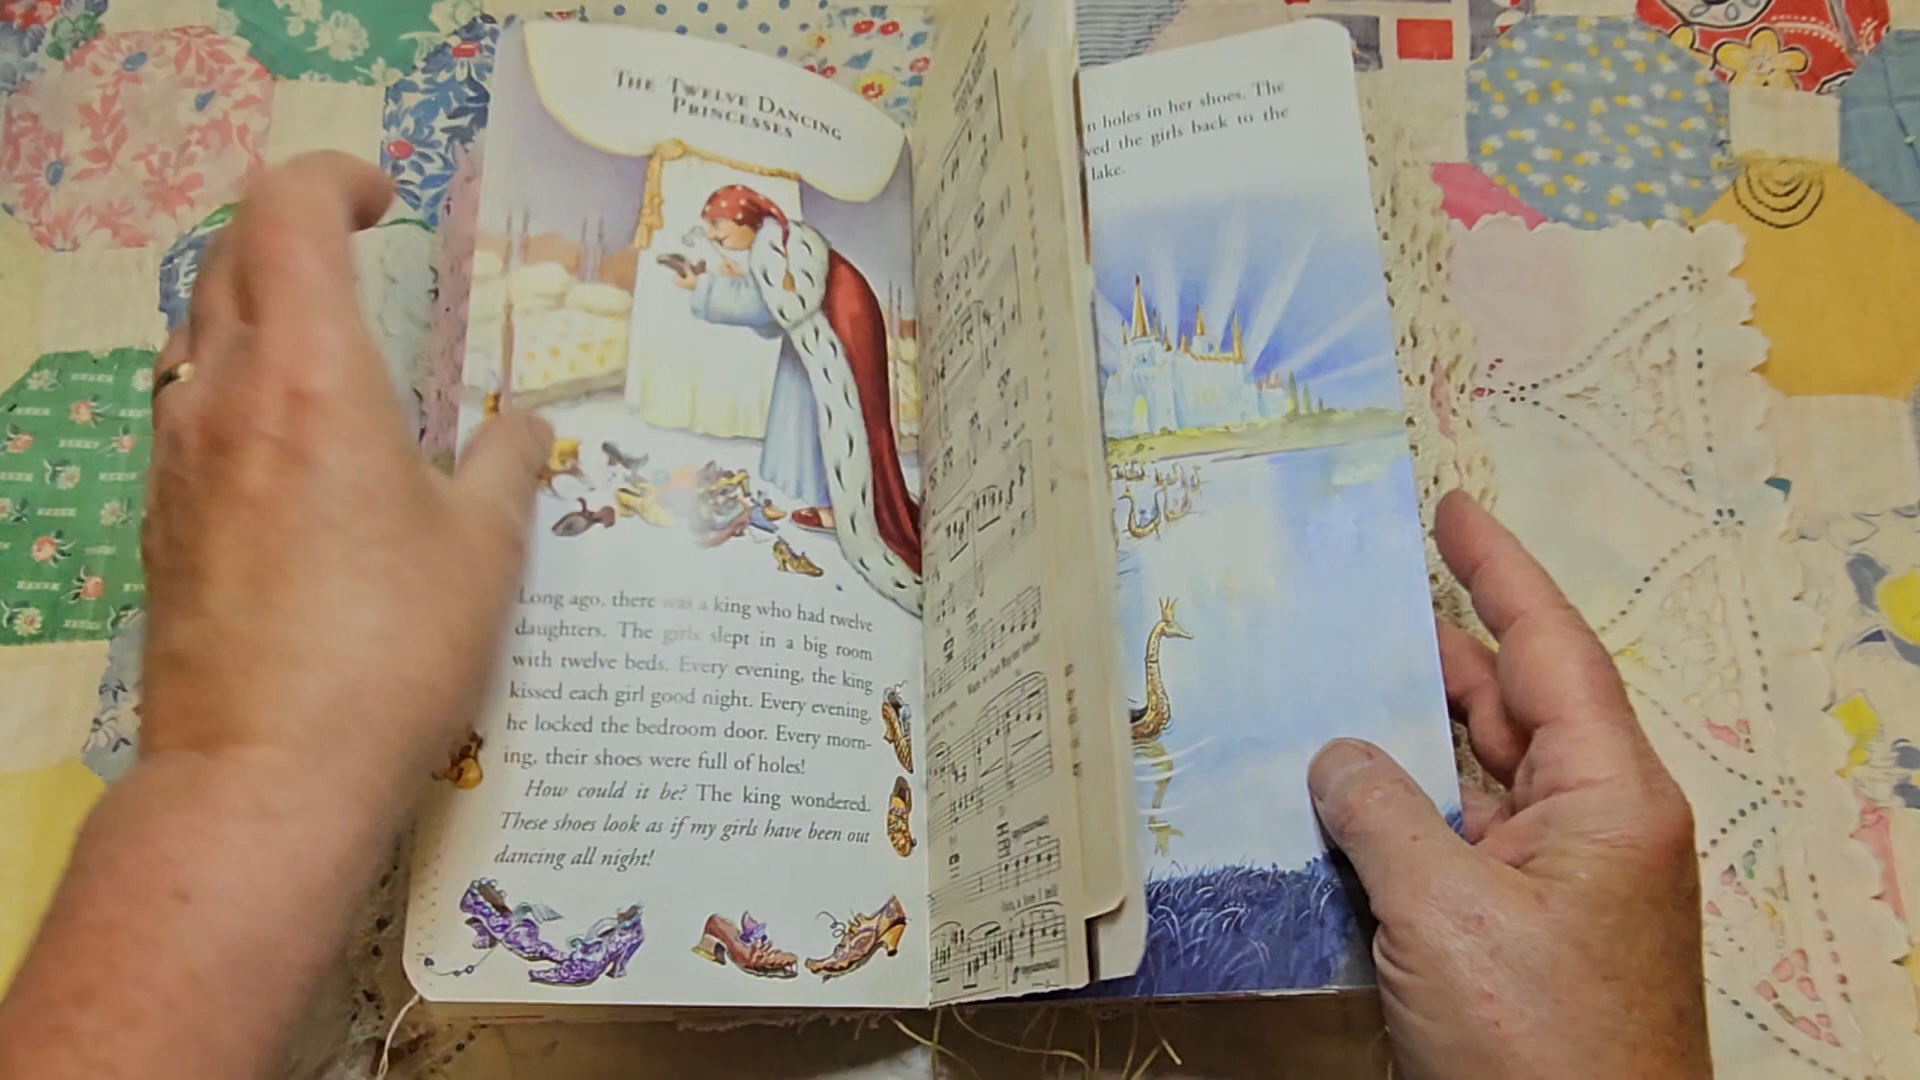 THE TWELVE DANCING
PRINCESSES
Long ago, there was a king who had twelve
daughters. The girls slept in a big room
with twelve beds. Every evening, the king
kissed each girl good night. Every evening,
he locked the bedroom door. Every morn-
ing, their shoes were full of holes!
How could it be? The king wondered.
These shoes look as if my girls have been out
dancing all night!
n holes in her shoes. The
ved the girls back to the
lake.